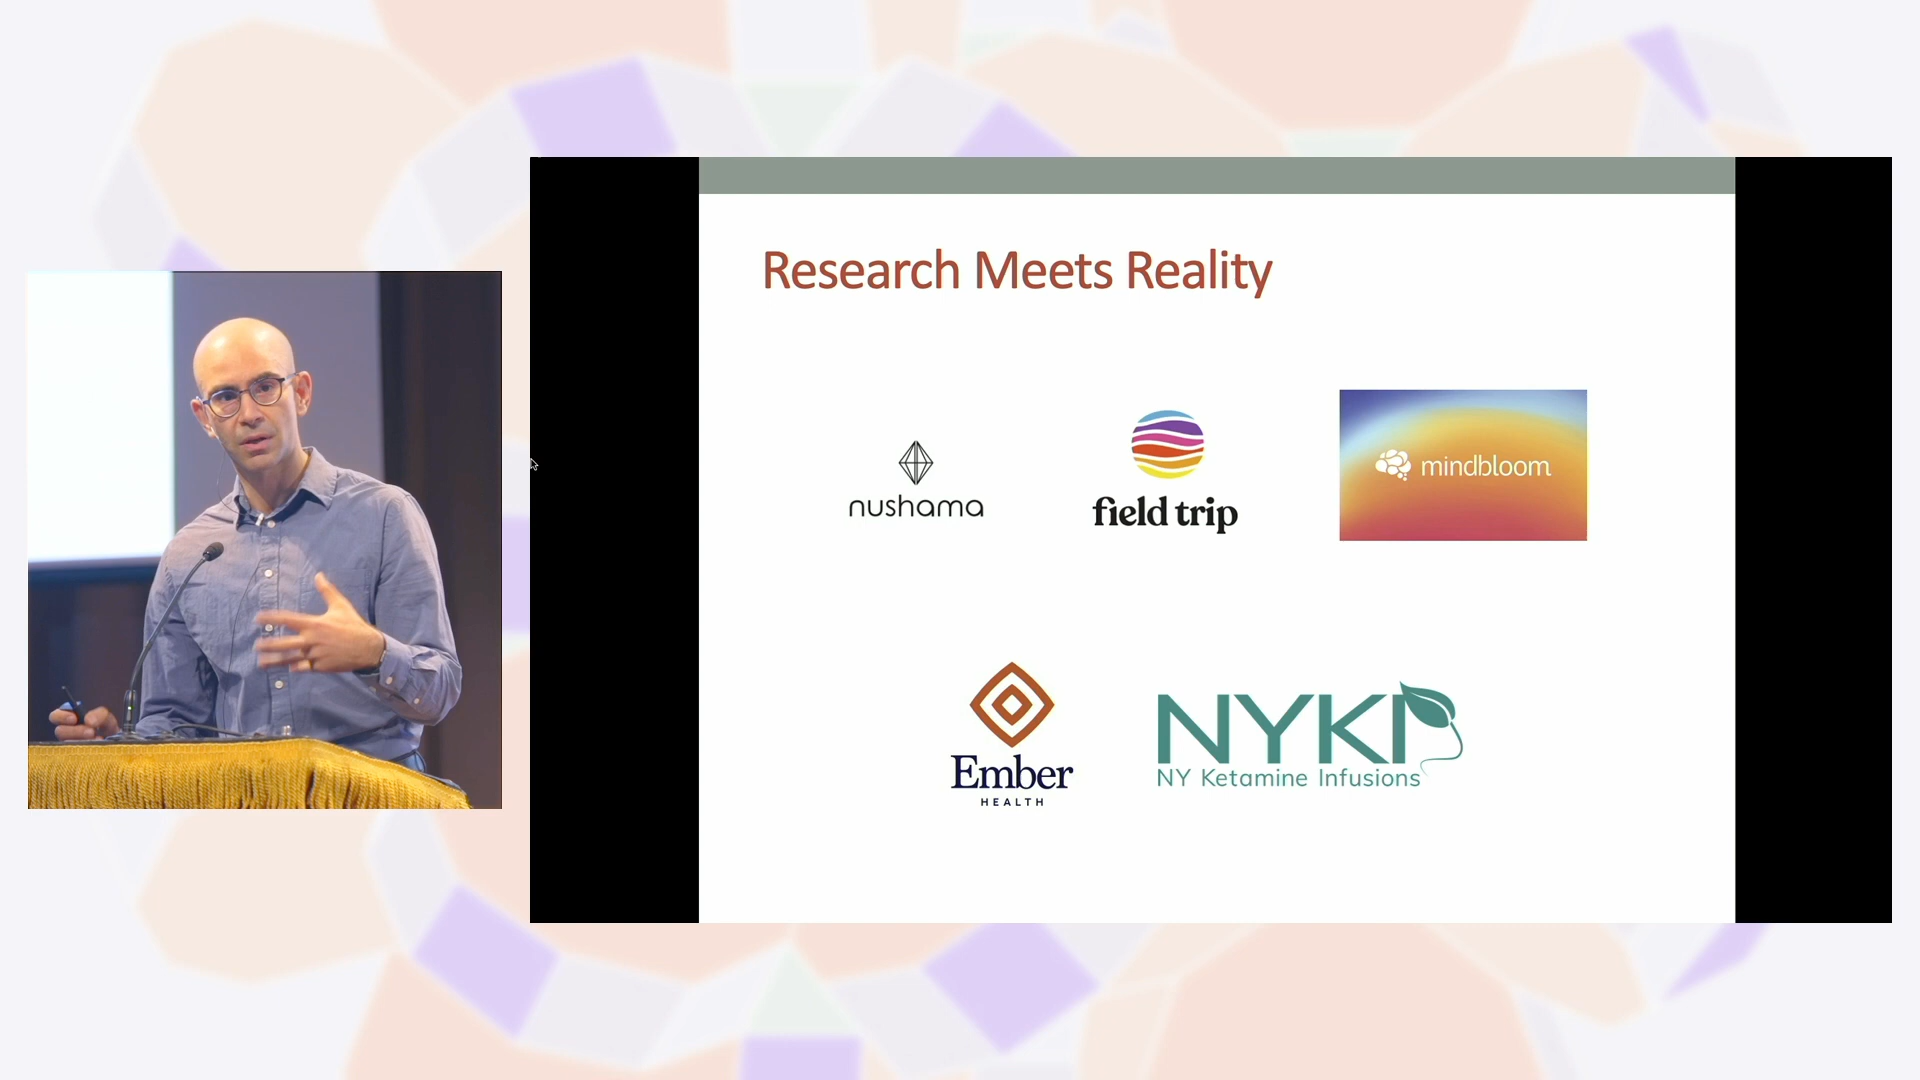 Research Meets Reality
nushama
field trip
mindbloom
Ember
HEALTH
NYKI
NY Ketamine Infusions